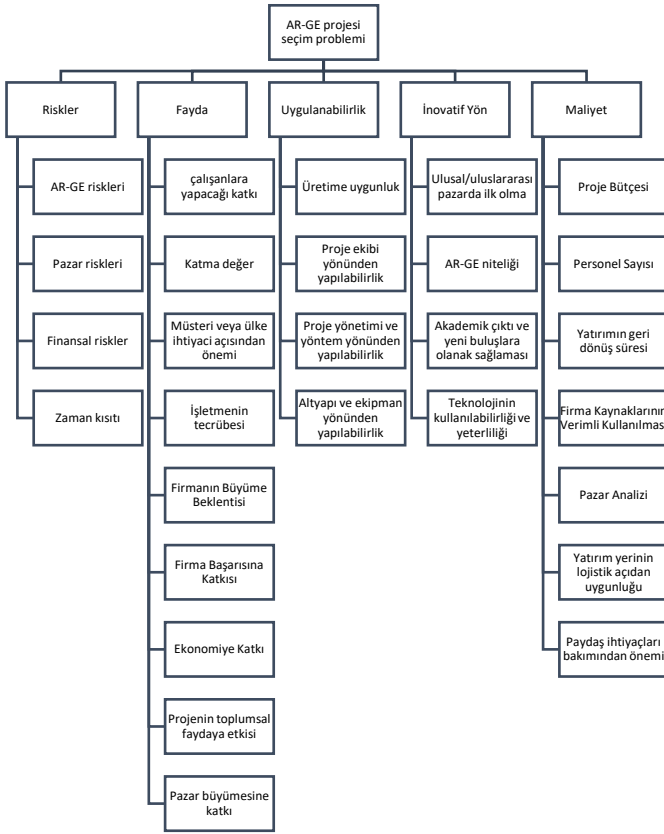 AR-GE projesi
seçim problemi
Riskler
Fayda
Uygulanabilirlik
İnovatif Yön
Maliyet
AR-GE riskleri
Pazar riskleri
Finansal riskler
Zaman kısıtı
çalışanlara
yapacağı katkı
Katma değer
Müsteri veya ülke
ihtiyaci açısından
önemi
İşletmenin
tecrübesi
Firmanın Büyüme
Beklentisi
Firma Başarısına
Katkısı
Ekonomiye Katkı
Projenin toplumsal
faydaya etkisi
Pazar büyümesine
katkı
Üretime uygunluk
Proje ekibi
yönünden
yapılabilirlik
Proje yönetimi ve
yöntem yönünden
yapılabilirlik
Altyapı ve ekipman
yönünden
yapılabilirlik
Ulusal/uluslararası
pazarda ilk olma
AR-GE niteliği
Akademik çıktı ve
yeni buluşlara
olanak sağlaması
Teknolojinin
kullanılabilirliği ve
yeterliliği
Proje Bütçesi
Personel Sayısı
Yatırımın geri
dönüş süresi
Firma Kaynaklarının
Verimli Kullanılması
Pazar Analizi
Yatırım yerinin
lojistik açıdan
uygunluğu
Paydaş ihtiyaçları
bakımından önemi